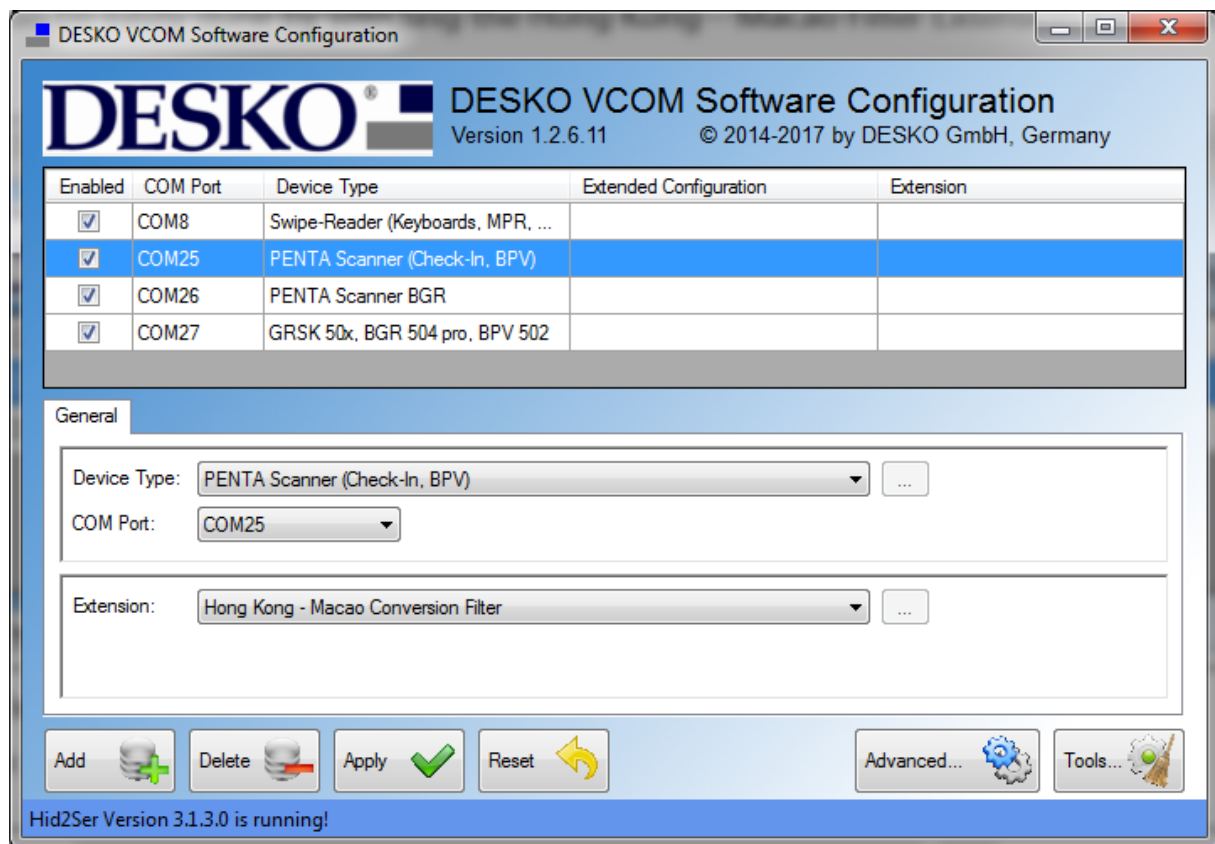 DESKO VCOM Software Configuration
DESKO®
DESKO VCOM Software Configuration
Version 1.2.6.11 © 2014-2017 by DESKO GmbH, Germany
Enabled COM Port Device Type Extended Configuration Extension
COM8 Swipe-Reader (Keyboards, MPR, ...
COM25 PENTA Scanner (Check-In, BPV)
COM26 PENTA Scanner BGR
COM27 GRSK 50x, BGR 504 pro, BPV 502
General
Device Type: PENTA Scanner (Check-In, BPV) ...
COM Port: COM25
Extension: Hong Kong - Macao Conversion Filter ...
Add Delete Apply Reset Advanced... Tools...
Hid2Ser Version 3.1.3.0 is running!